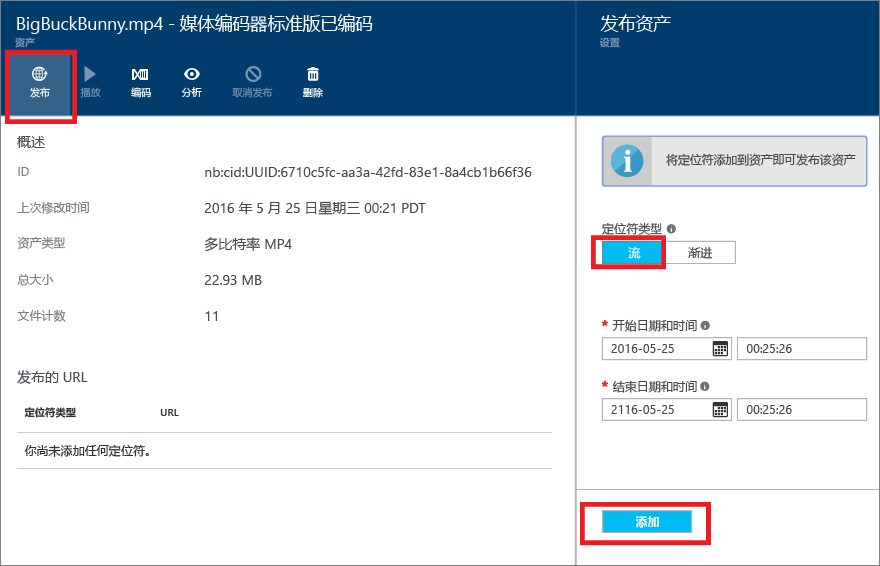 BigBuckBunny.mp4 - 媒体编码器标准版已编码
资产
发布
播放
编码
分析
取消发布
删除
概述
ID nb:cid:UUID:6710c5fc-aa3a-42fd-83e1-8a4cb1b66f36
上次修改时间 2016 年 5 月 25 日星期三 00:21 PDT
资产类型 多比特率 MP4
总大小 22.93 MB
文件计数 11
发布的 URL
定位符类型 URL
你尚未添加任何定位符。
发布资产
设置
将定位符添加到资产即可发布该资产
定位符类型
流 渐进
* 开始日期和时间
2016-05-25 00:25:26
* 结束日期和时间
2116-05-25 00:25:26
添加